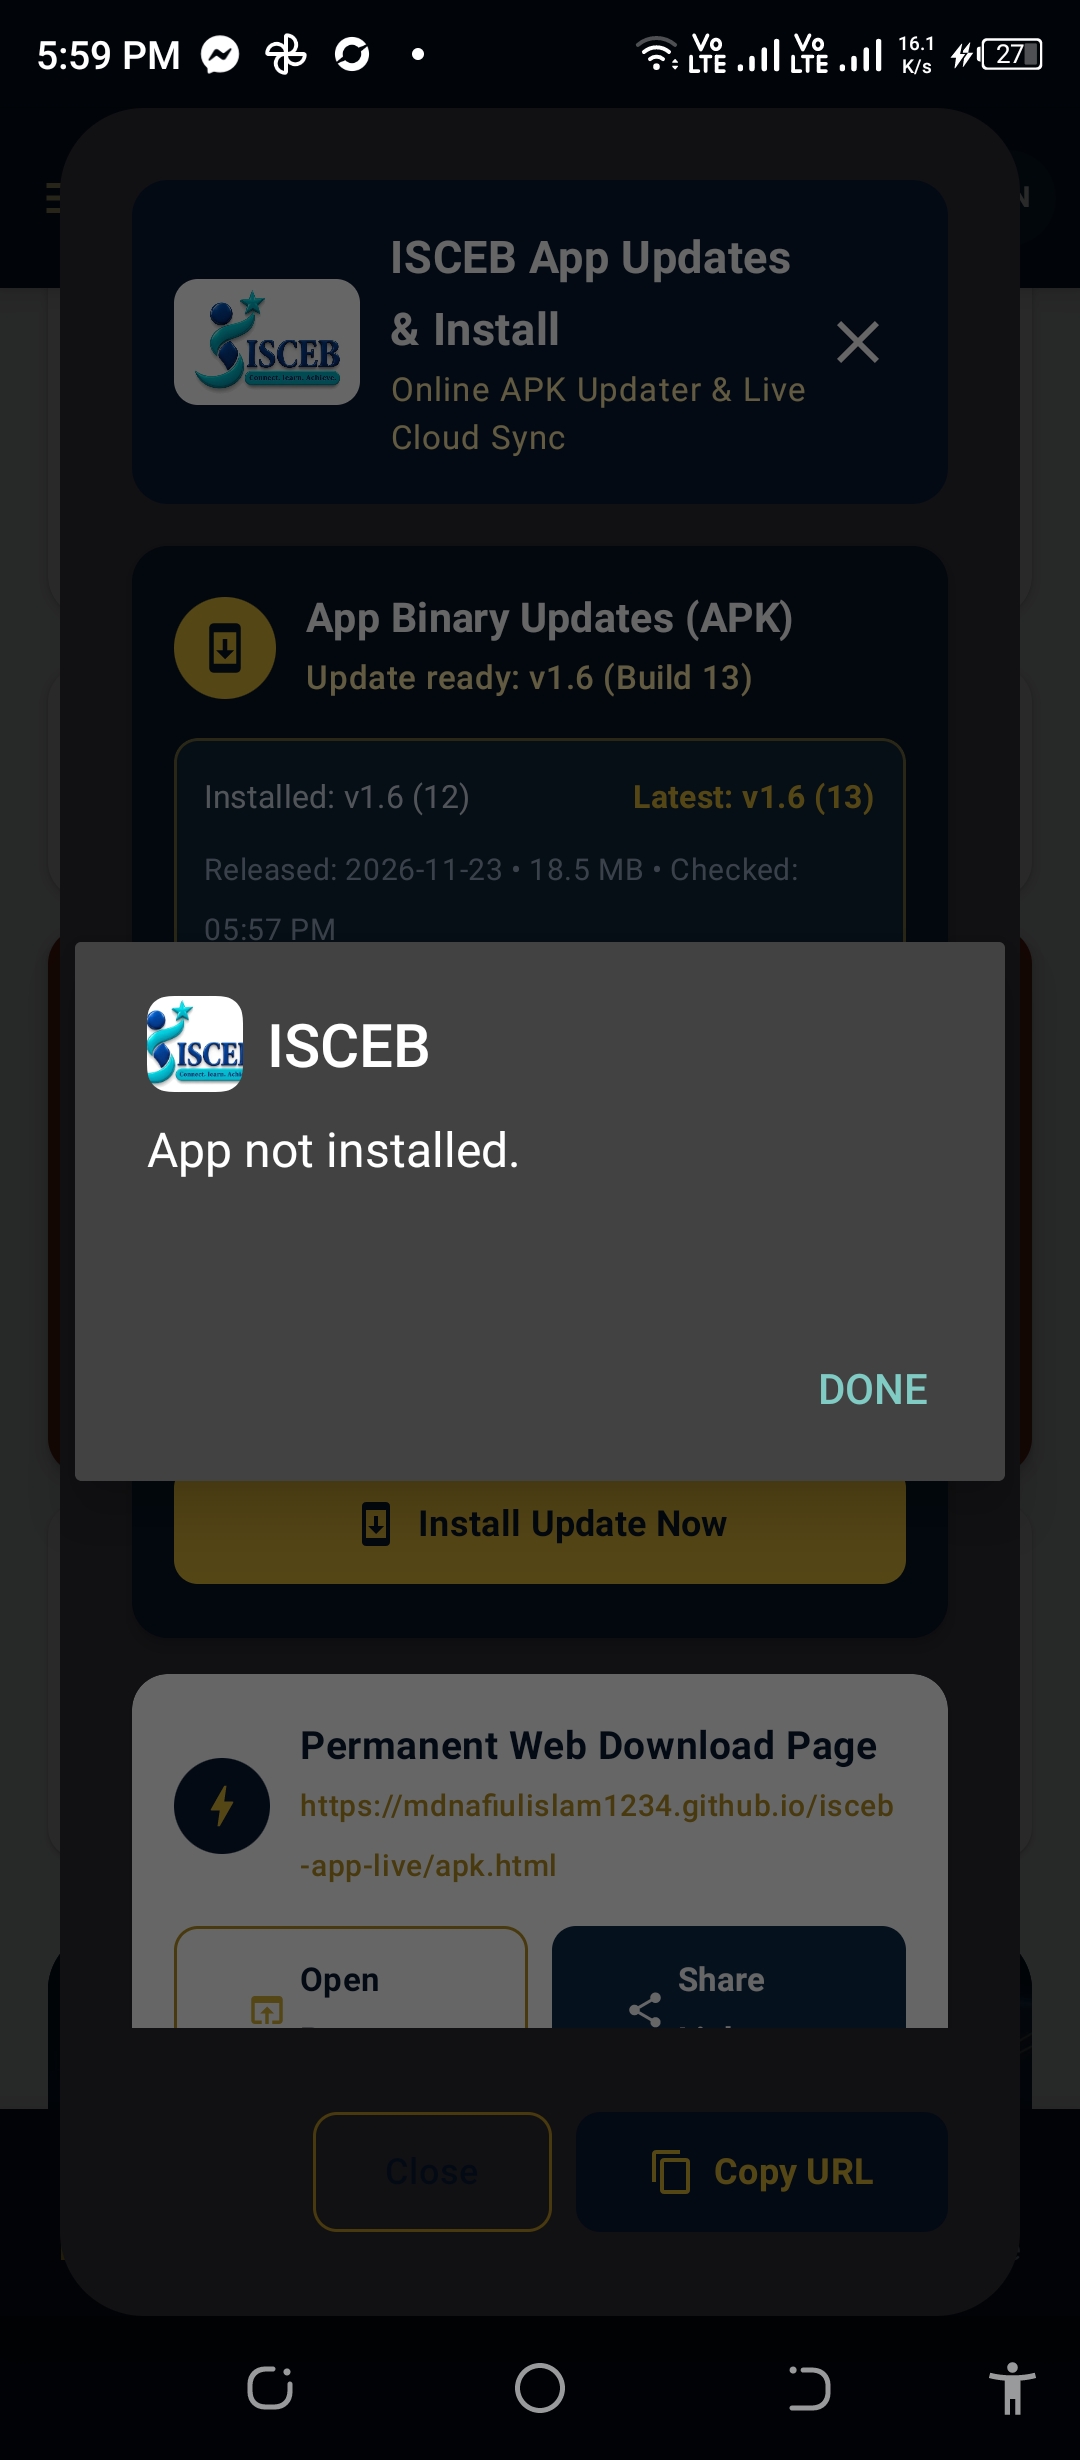 5:59 PM
Vo LTE Vo LTE 16.1 K/s 27
N
ISCEB
Connect. learn. Achieve.
ISCEB App Updates
& Install
Online APK Updater & Live
Cloud Sync
App Binary Updates (APK)
Update ready: v1.6 (Build 13)
Installed: v1.6 (12) Latest: v1.6 (13)
Released: 2026-11-23 • 18.5 MB • Checked:
05:57 PM
ISCEB
App not installed.
DONE
Install Update Now
Permanent Web Download Page
https://mdnafiulislam1234.github.io/isceb
-app-live/apk.html
Open
Share
Close
Copy URL